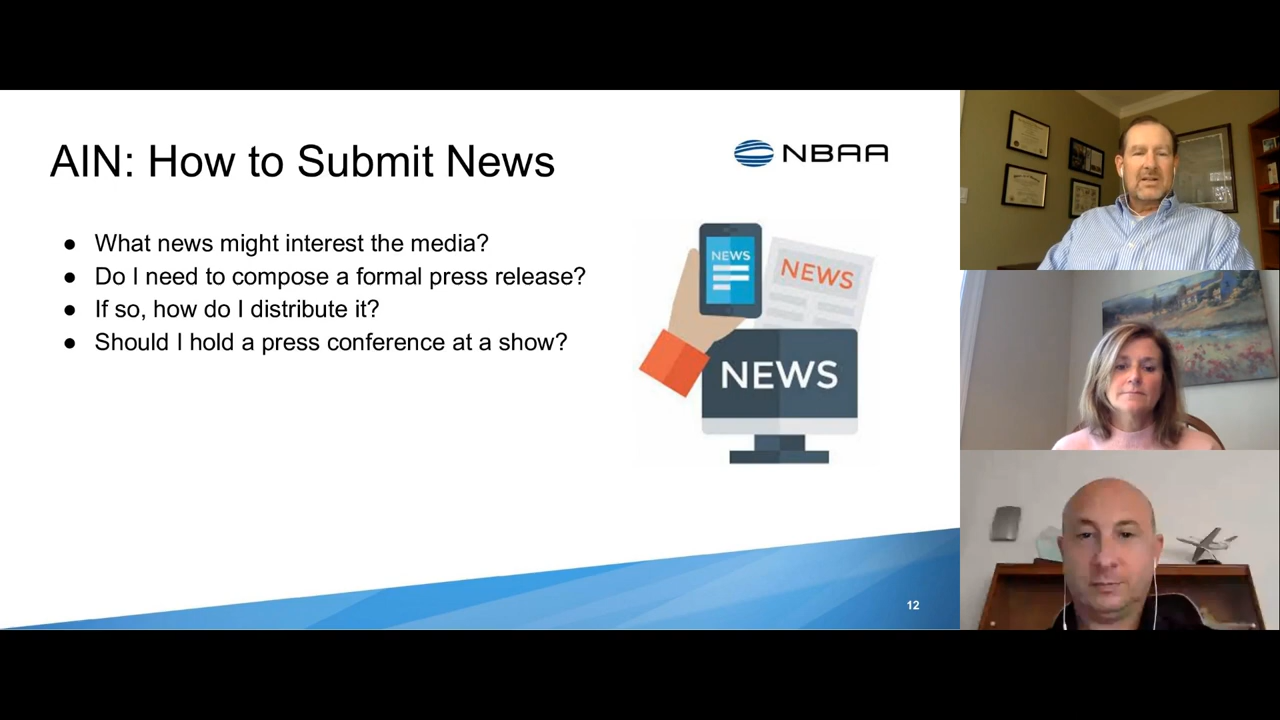 AIN: How to Submit News
NBAA
● What news might interest the media?
● Do I need to compose a formal press release?
● If so, how do I distribute it?
● Should I hold a press conference at a show?
NEWS
NEWS
NEWS
12